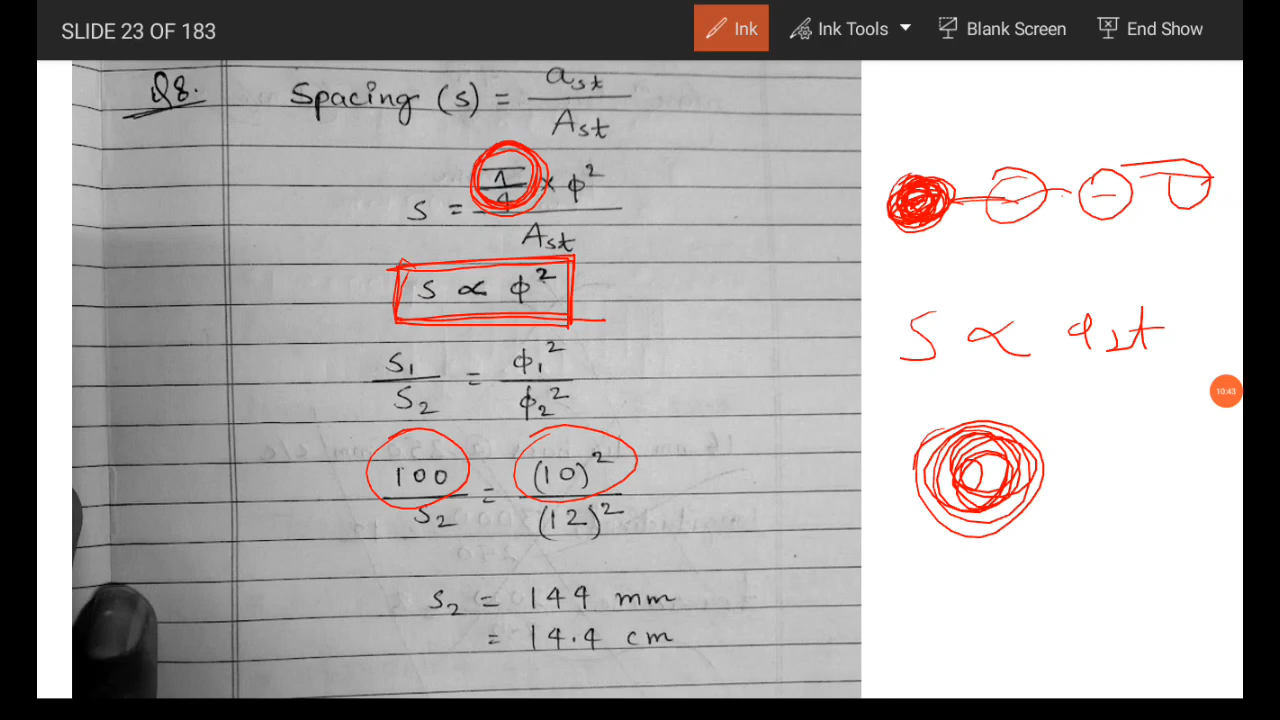 SLIDE 23 OF 183
Ink
Ink Tools
Blank Screen
End Show
Q8.
Spacing (s) = ast / Ast
s = π/4 × ϕ² / Ast
s ∝ ϕ²
S₁/S₂ = ϕ₁²/ϕ₂²
100/S₂ = (10)²/(12)²
S₂ = 144 mm
= 14.4 cm
S ∝ ast
10:43